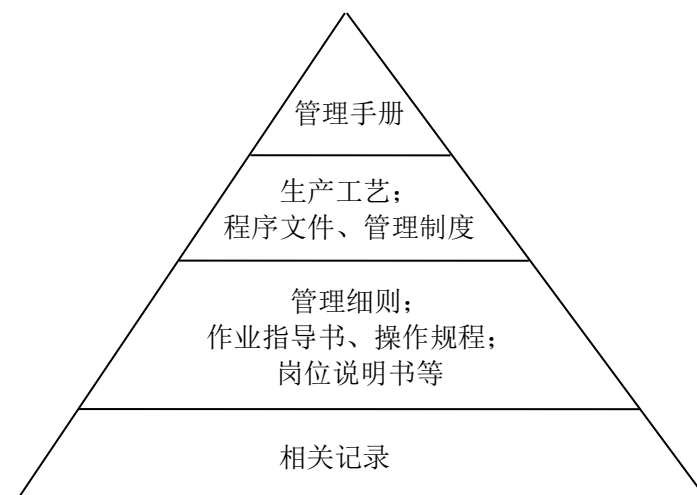 管理手册
生产工艺；
程序文件、管理制度
管理细则；
作业指导书、操作规程；
岗位说明书等
相关记录